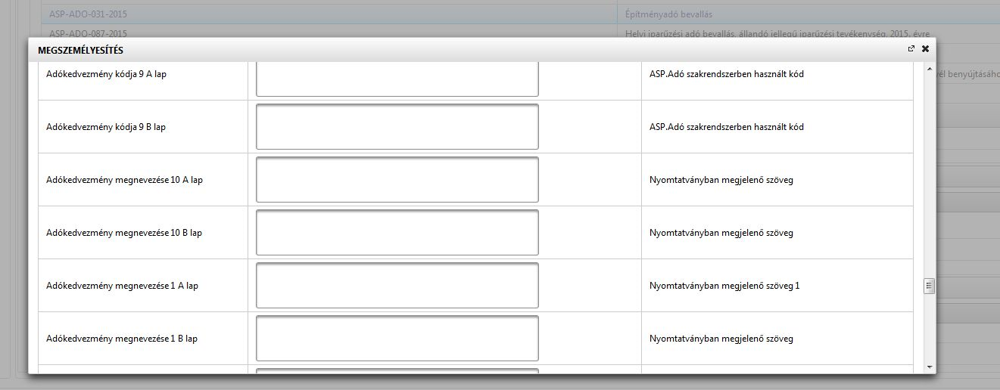 ASP-ADO-031-2015 Építményadó bevallás
ASP-ADO-087-2015 Helyi iparűzési adó bevallás, állandó jellegű iparűzési tevékenység, 2015. évre
MEGSZEMÉLYESÍTÉS
Adókedvezmény kódja 9 A lap ASP.Adó szakrendszerben használt kód
vél benyújtásáho
Adókedvezmény kódja 9 B lap ASP.Adó szakrendszerben használt kód
Adókedvezmény megnevezése 10 A lap Nyomtatványban megjelenő szöveg
Adókedvezmény megnevezése 10 B lap Nyomtatványban megjelenő szöveg
Adókedvezmény megnevezése 1 A lap Nyomtatványban megjelenő szöveg 1
Adókedvezmény megnevezése 1 B lap Nyomtatványban megjelenő szöveg